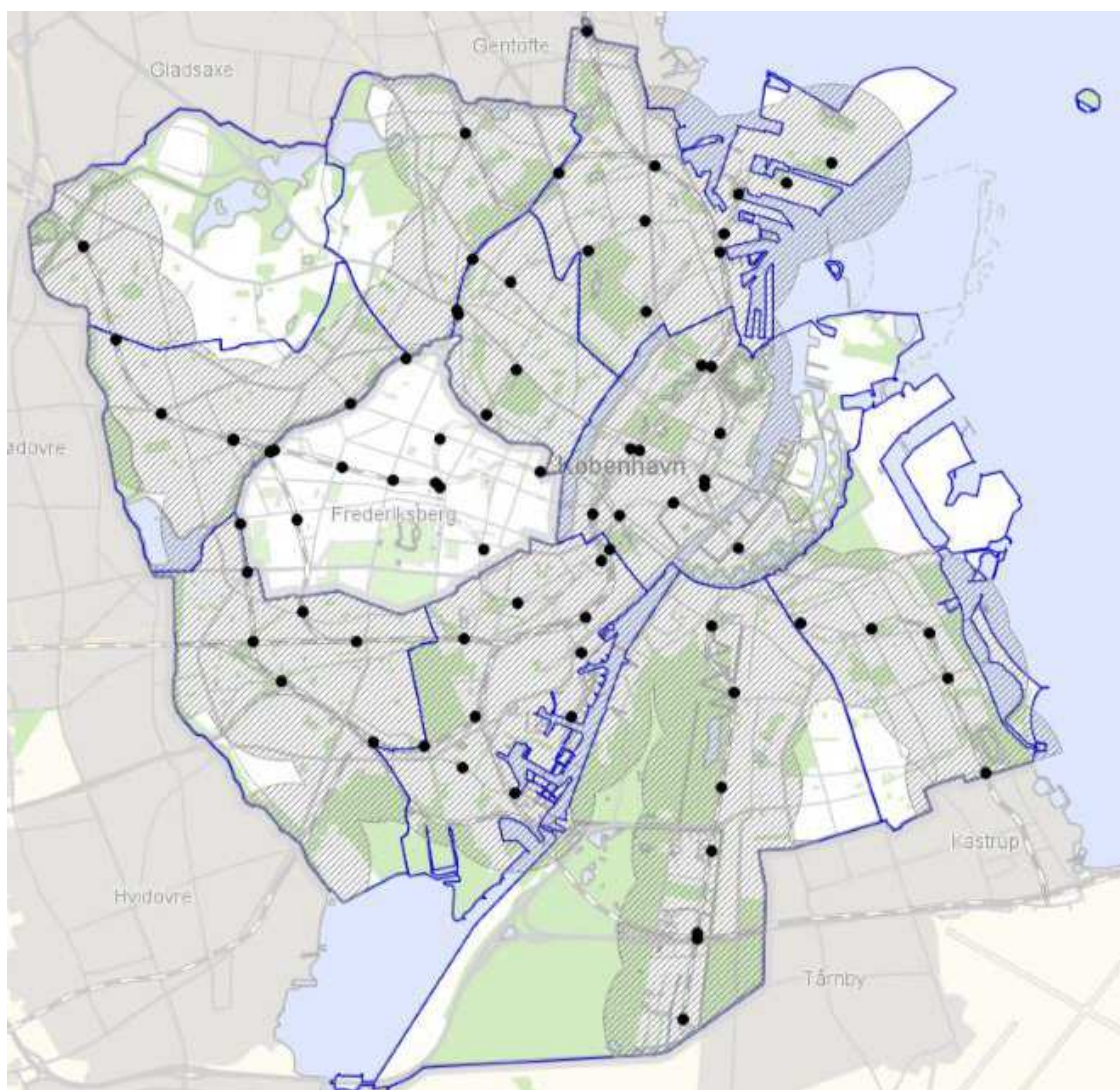 Gentofte
Gladsaxe
København
Frederiksberg
Kastrup
Hvidovre
Tårnby